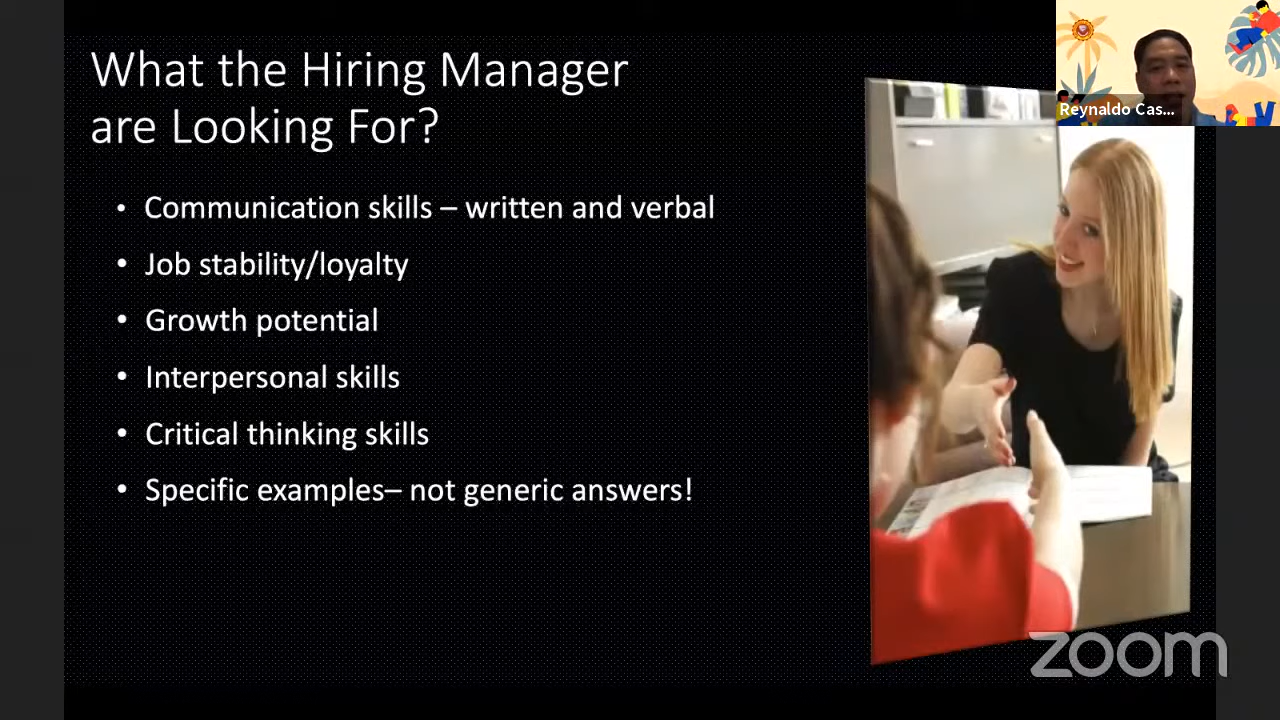 What the Hiring Manager
are Looking For?
• Communication skills – written and verbal
• Job stability/loyalty
• Growth potential
• Interpersonal skills
• Critical thinking skills
• Specific examples– not generic answers!
Reynaldo Cas...
zoom